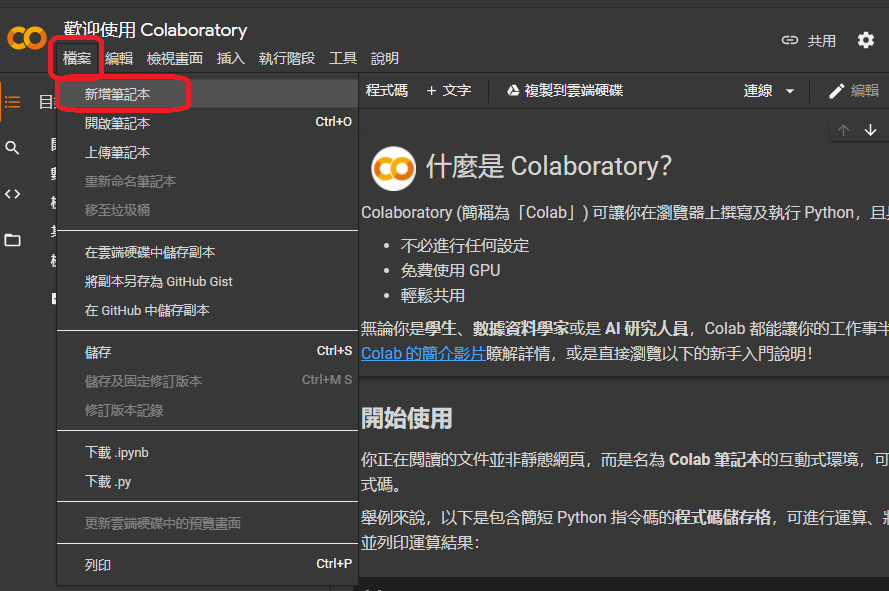 歡迎使用 Colaboratory
共用
檔案 編輯 檢視畫面 插入 執行階段 工具 說明
新增筆記本
開啟筆記本 Ctrl+O
上傳筆記本
重新命名筆記本
移至垃圾桶
在雲端硬碟中儲存副本
將副本另存為 GitHub Gist
在 GitHub 中儲存副本
儲存 Ctrl+S
儲存及固定修訂版本 Ctrl+M S
修訂版本記錄
下載 .ipynb
下載 .py
更新雲端硬碟中的預覽畫面
列印 Ctrl+P
程式碼 + 文字 複製到雲端硬碟 連線 編輯
什麼是 Colaboratory?
Colaboratory (簡稱為「Colab」) 可讓你在瀏覽器上撰寫及執行 Python，且
• 不必進行任何設定
• 免費使用 GPU
• 輕鬆共用
無論你是學生、數據資料學家或是 AI 研究人員，Colab 都能讓你的工作事半
Colab 的簡介影片瞭解詳情，或是直接瀏覽以下的新手入門說明！
開始使用
你正在閱讀的文件並非靜態網頁，而是名為 Colab 筆記本的互動式環境，可
式碼。
舉例來說，以下是包含簡短 Python 指令碼的程式碼儲存格，可進行運算、將
並列印運算結果：